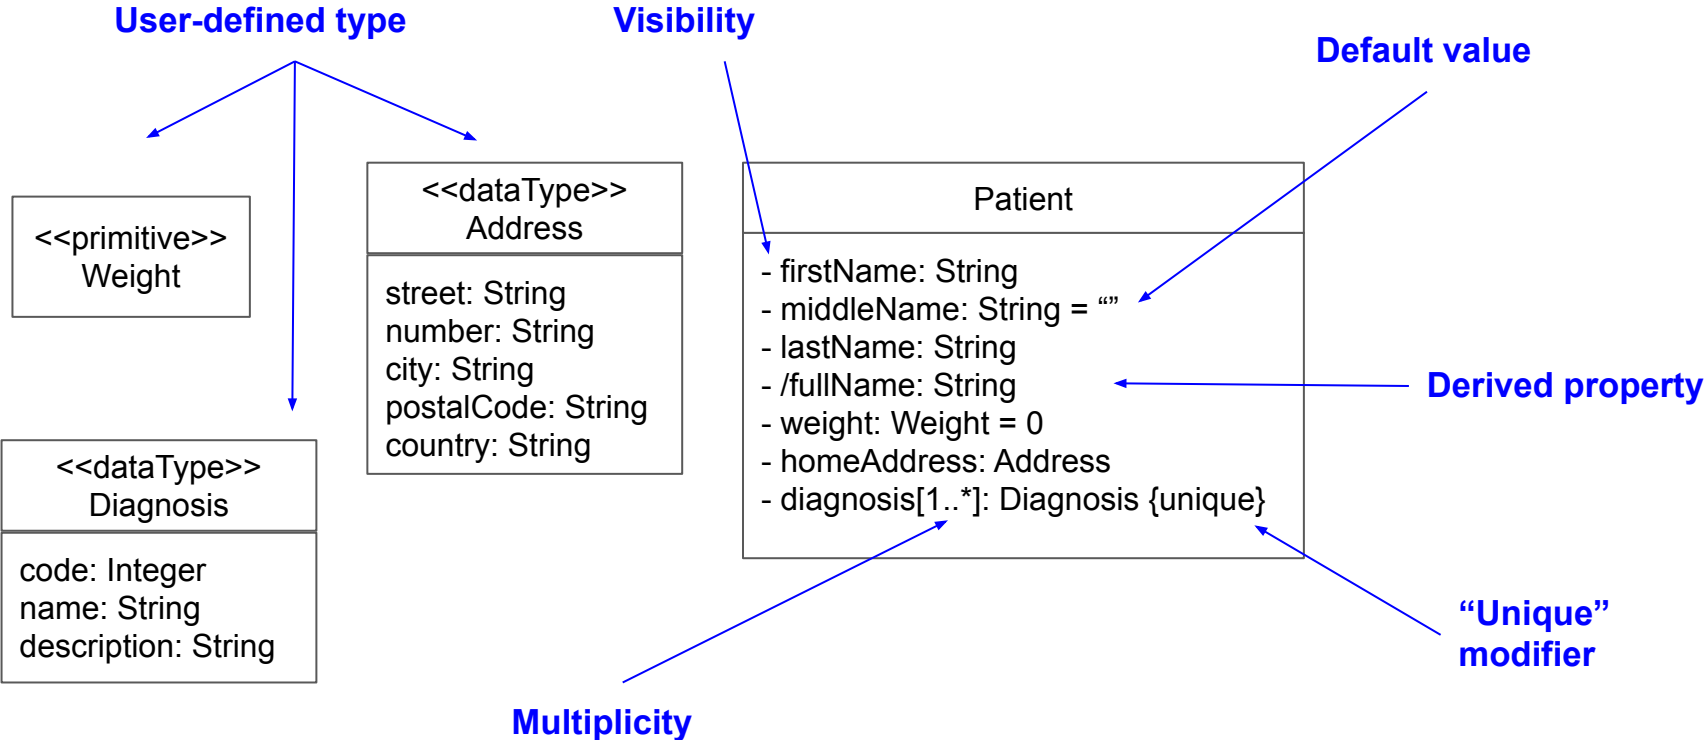 User-defined type
Visibility
Default value
<<primitive>>
Weight
<<dataType>>
Address
street: String
number: String
city: String
postalCode: String
country: String
<<dataType>>
Diagnosis
code: Integer
name: String
description: String
Patient
- firstName: String
- middleName: String = “”
- lastName: String
- /fullName: String
- weight: Weight = 0
- homeAddress: Address
- diagnosis[1..*]: Diagnosis {unique}
Derived property
“Unique”
modifier
Multiplicity